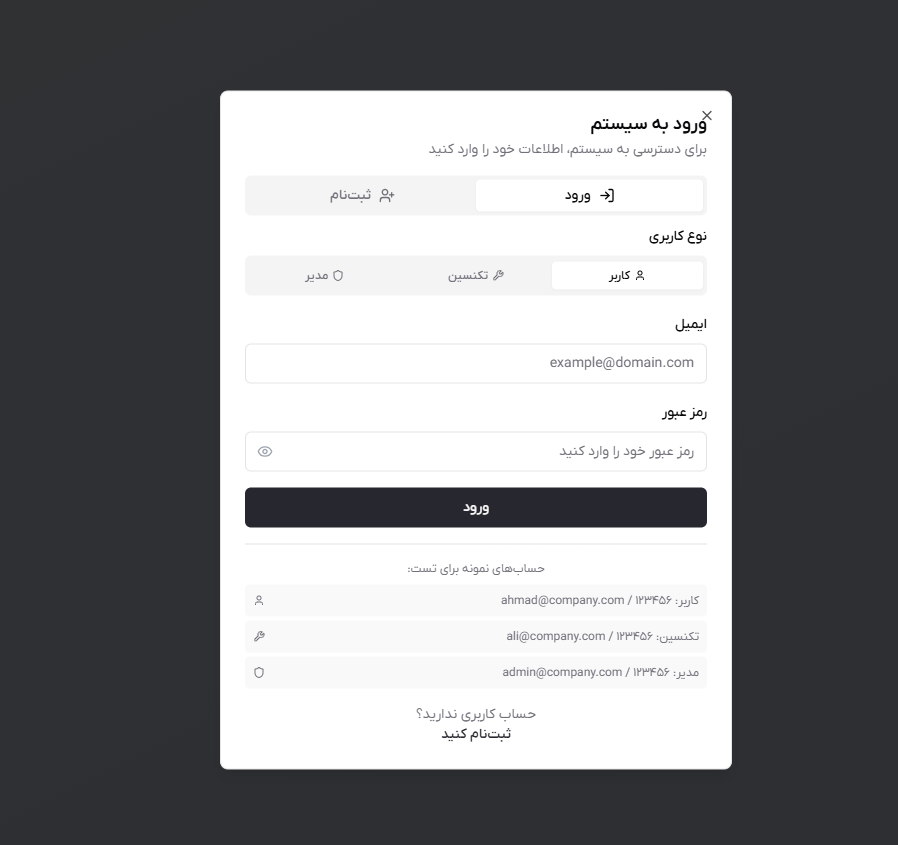 ورود به سیستم
برای دسترسی به سیستم، اطلاعات خود را وارد کنید
ورود
ثبت‌نام
نوع کاربری
کاربر
تکنسین
مدیر
ایمیل
example@domain.com
رمز عبور
رمز عبور خود را وارد کنید
ورود
حساب‌های نمونه برای تست:
کاربر: ahmad@company.com / ۱۲۳۴۵۶
تکنسین: ali@company.com / ۱۲۳۴۵۶
مدیر: admin@company.com / ۱۲۳۴۵۶
حساب کاربری ندارید؟
ثبت‌نام کنید